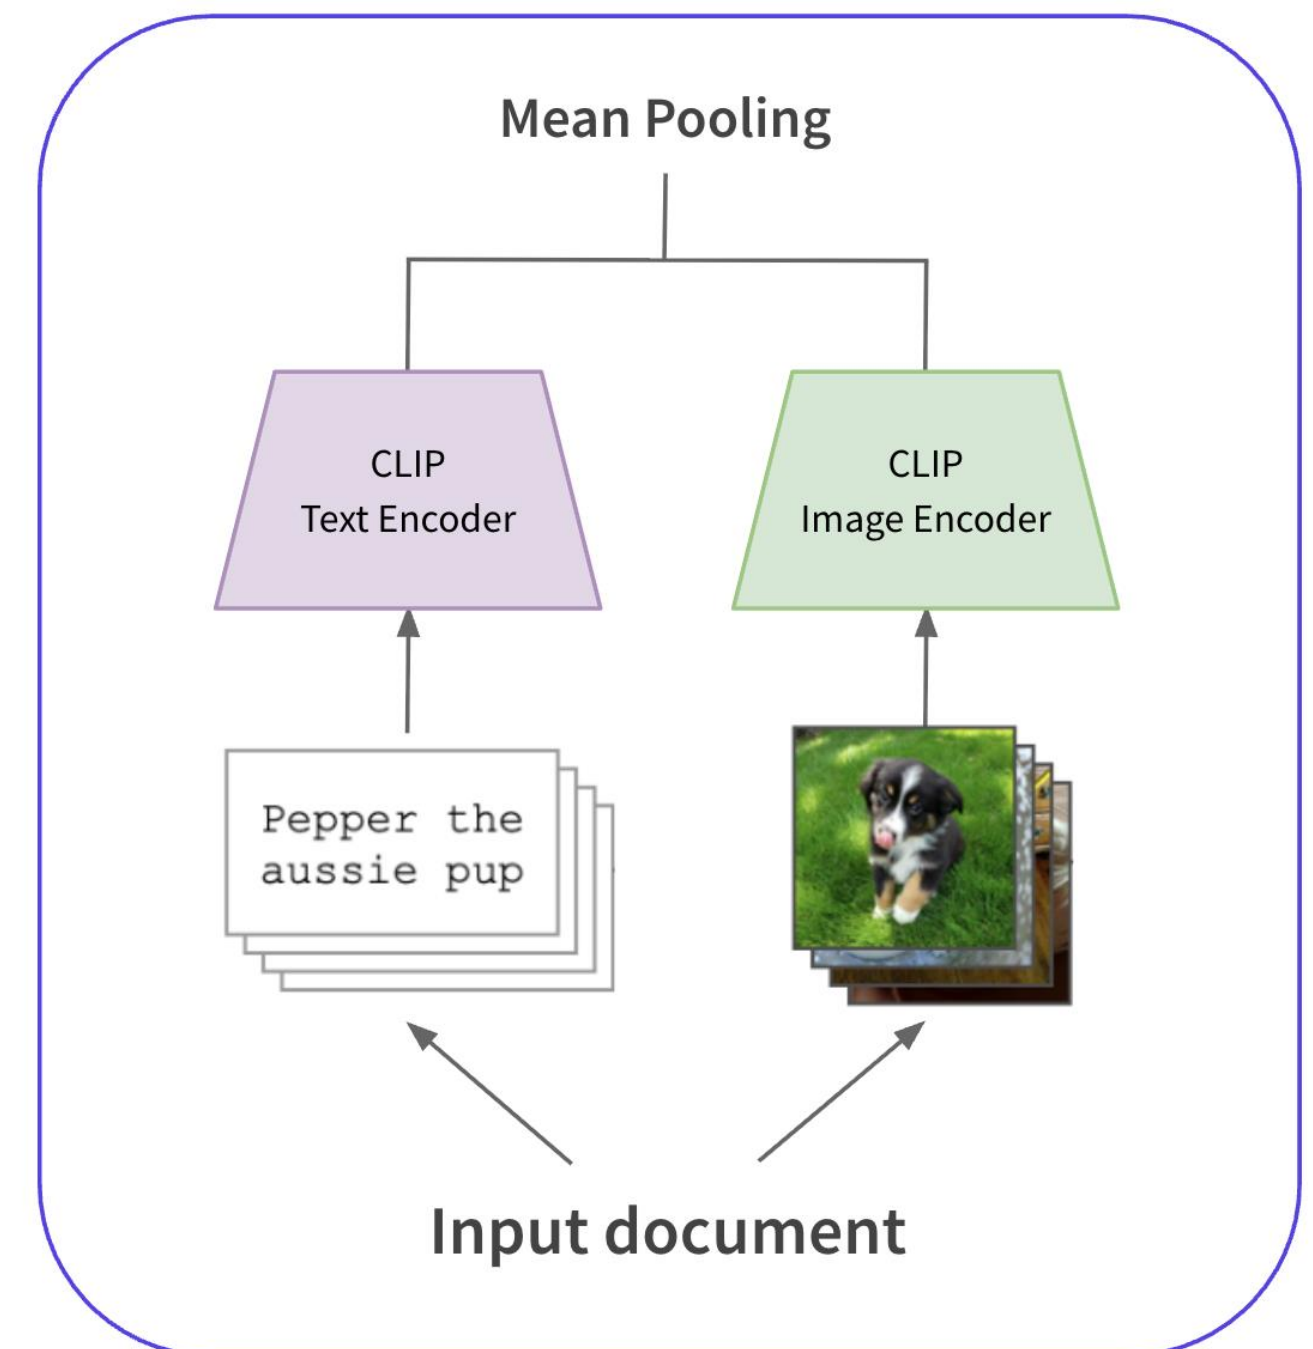 Mean Pooling
CLIP
Text Encoder
CLIP
Image Encoder
Pepper the
aussie pup
Input document